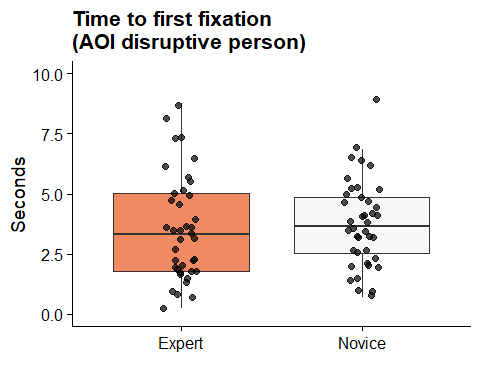 Time to first fixation
(AOI disruptive person)
10.0
7.5
5.0
2.5
0.0
Seconds
Expert
Novice